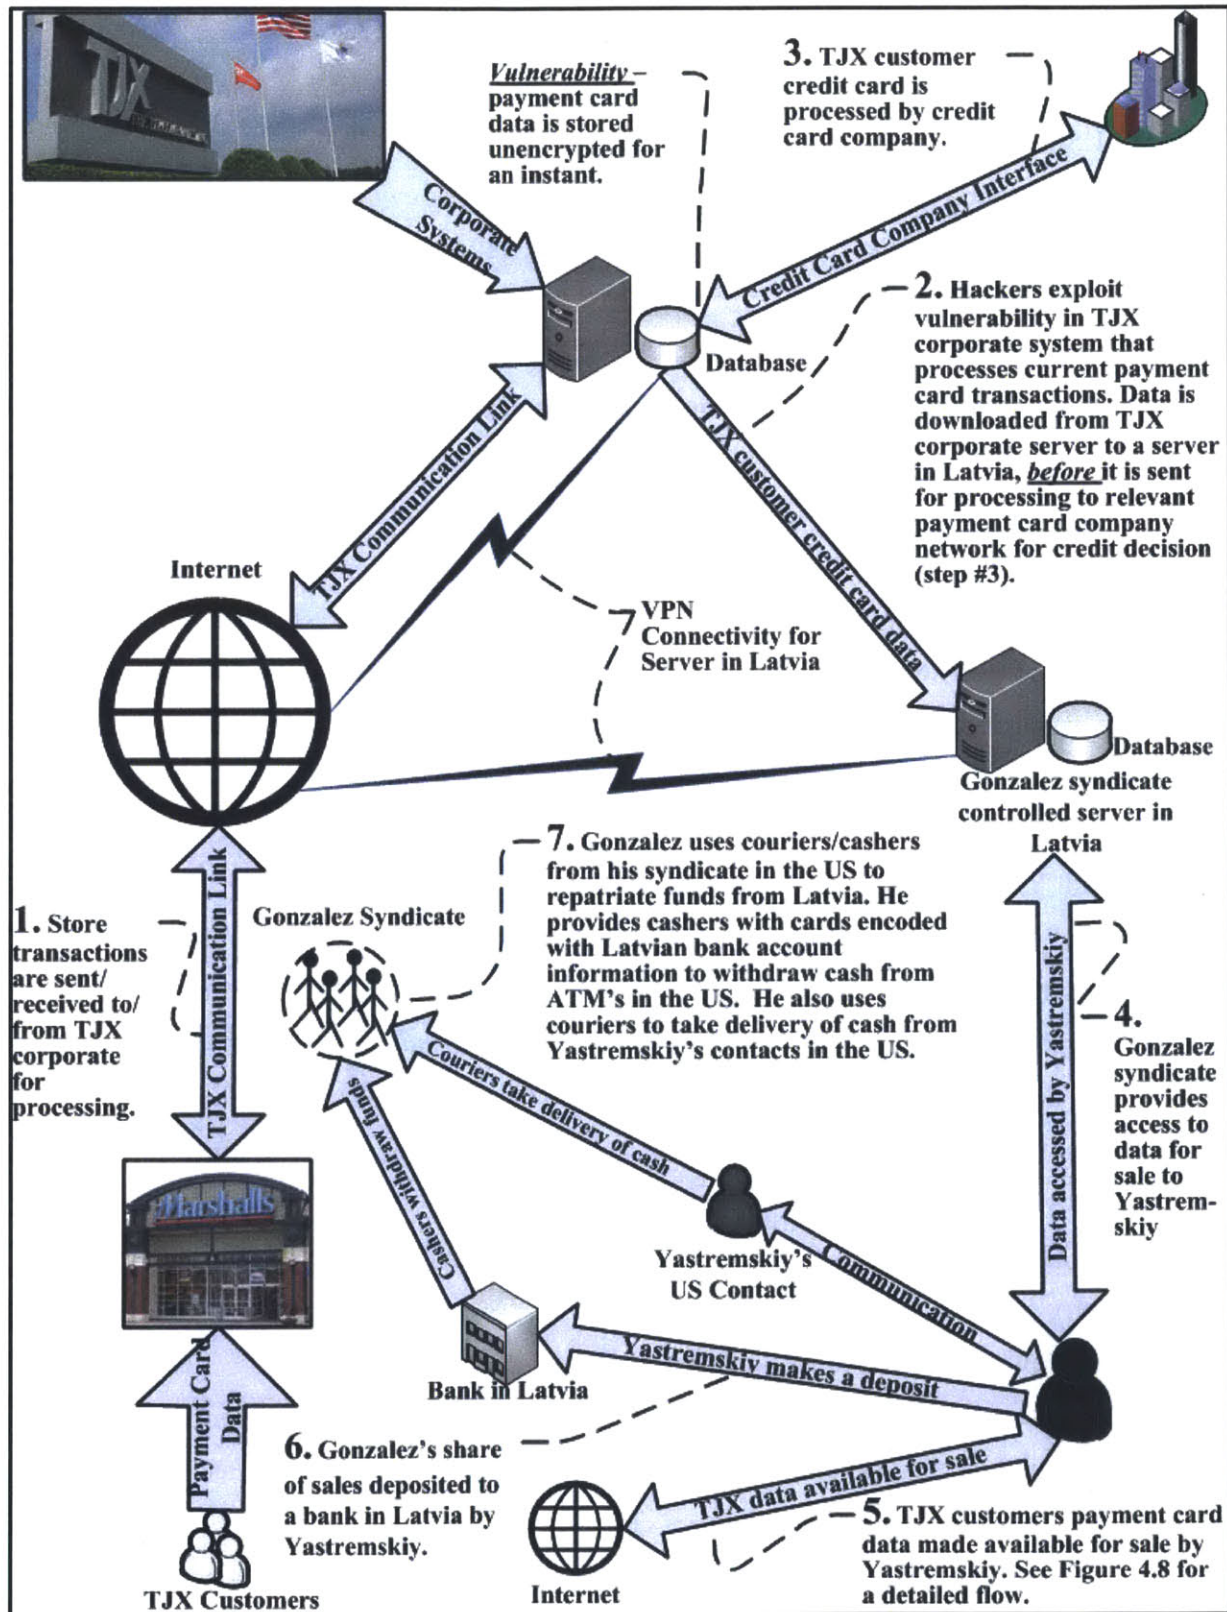 TJX
Vulnerability –
payment card
data is stored
unencrypted for
an instant.
3. TJX customer
credit card is
processed by credit
card company.
Corporate
Systems
Credit Card Company Interface
Database
2. Hackers exploit
vulnerability in TJX
corporate system that
processes current payment
card transactions. Data is
downloaded from TJX
corporate server to a server
in Latvia, before it is sent
for processing to relevant
payment card company
network for credit decision
(step #3).
TJX Communication Link
TJX customer credit card data
Internet
VPN
Connectivity for
Server in Latvia
Database
Gonzalez syndicate
controlled server in
Latvia
7. Gonzalez uses couriers/cashers
from his syndicate in the US to
repatriate funds from Latvia. He
provides cashers with cards encoded
with Latvian bank account
information to withdraw cash from
ATM's in the US. He also uses
couriers to take delivery of cash from
Yastremskiy's contacts in the US.
1. Store
transactions
are sent/
received to/
from TJX
corporate
for
processing.
TJX Communication Link
Gonzalez Syndicate
Data accessed by Yastremskiy
4.
Gonzalez
syndicate
provides
access to
data for
sale to
Yastrem-
skiy
Couriers take delivery of cash
Cashers withdraw funds
Marshalls
Yastremskiy's
US Contact
Communication
Bank in Latvia
Yastremskiy makes a deposit
Payment Card
Data
6. Gonzalez's share
of sales deposited to
a bank in Latvia by
Yastremskiy.
TJX data available for sale
5. TJX customers payment card
data made available for sale by
Yastremskiy. See Figure 4.8 for
a detailed flow.
TJX Customers
Internet